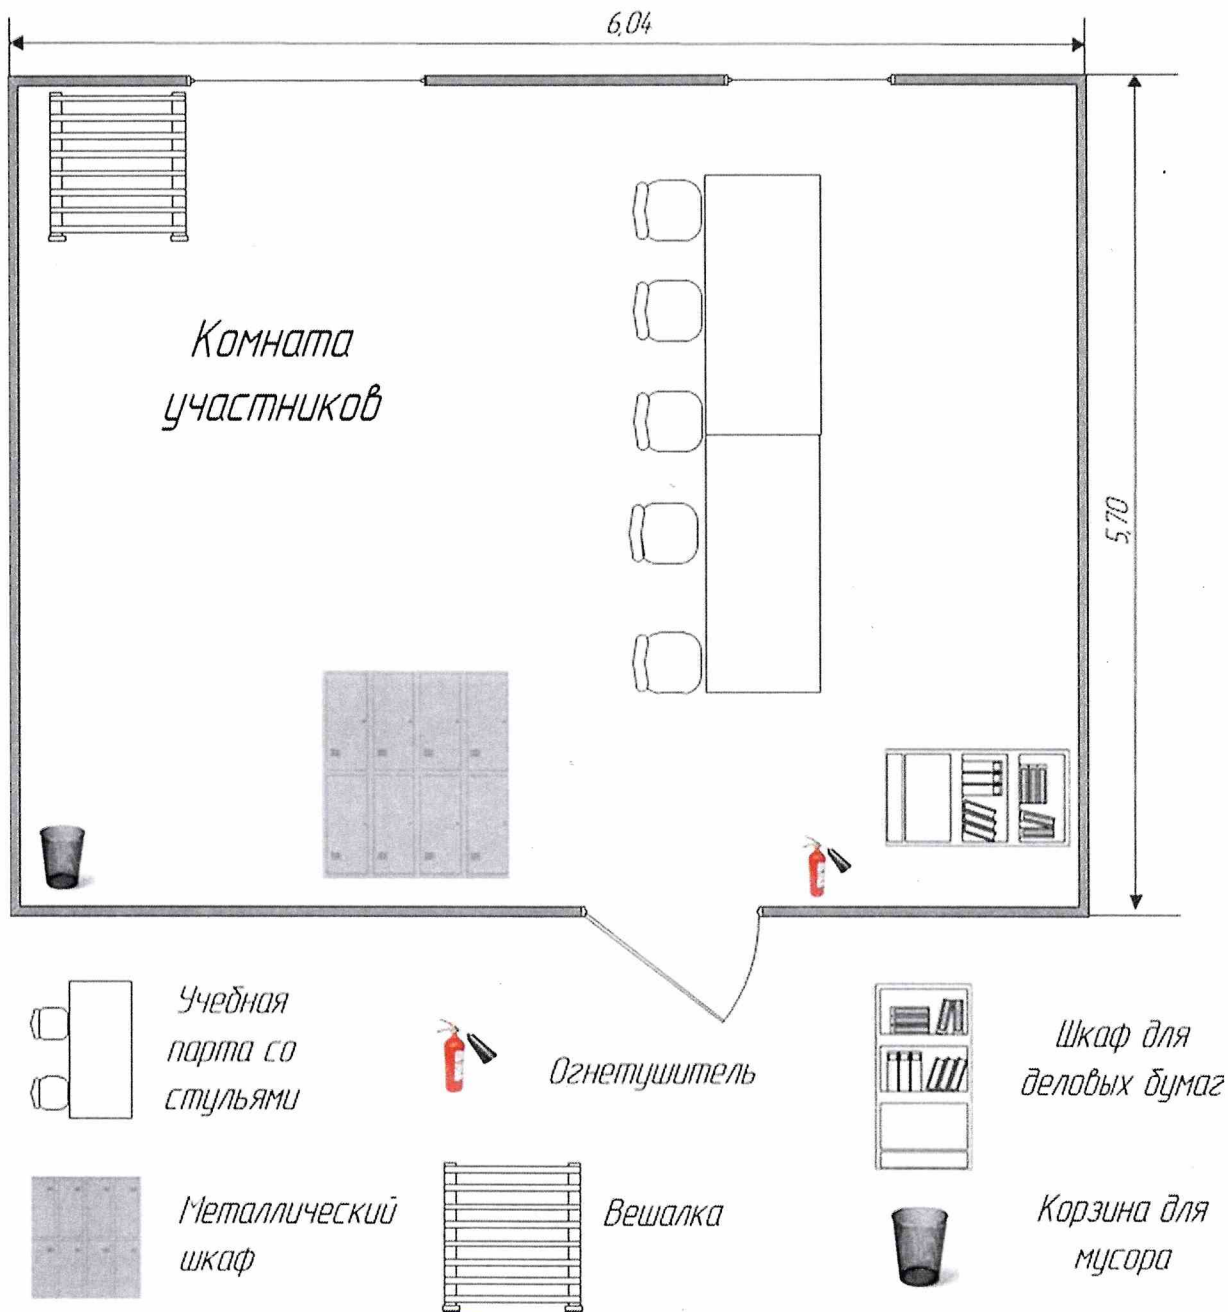 6,04
Комната
участников
5,70
Учебная
парта со
стульями
Огнетушитель
Шкаф для
деловых бумаг
Металлический
шкаф
Вешалка
Корзина для
мусора